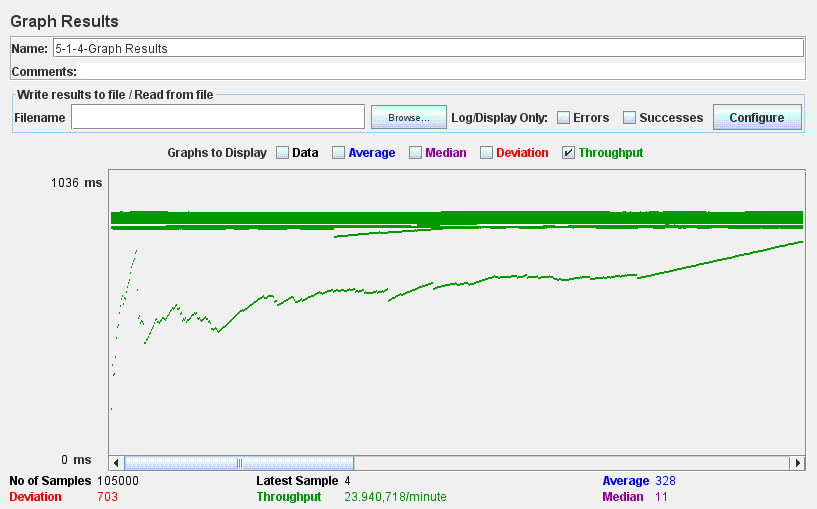 Graph Results
Name: 5-1-4-Graph Results
Comments:
Write results to file / Read from file
Filename Browse... Log/Display Only: Errors Successes Configure
Graphs to Display Data Average Median Deviation Throughput
1036 ms
0 ms
No of Samples 105000 Latest Sample 4 Average 328
Deviation 703 Throughput 23.940,718/minute Median 11